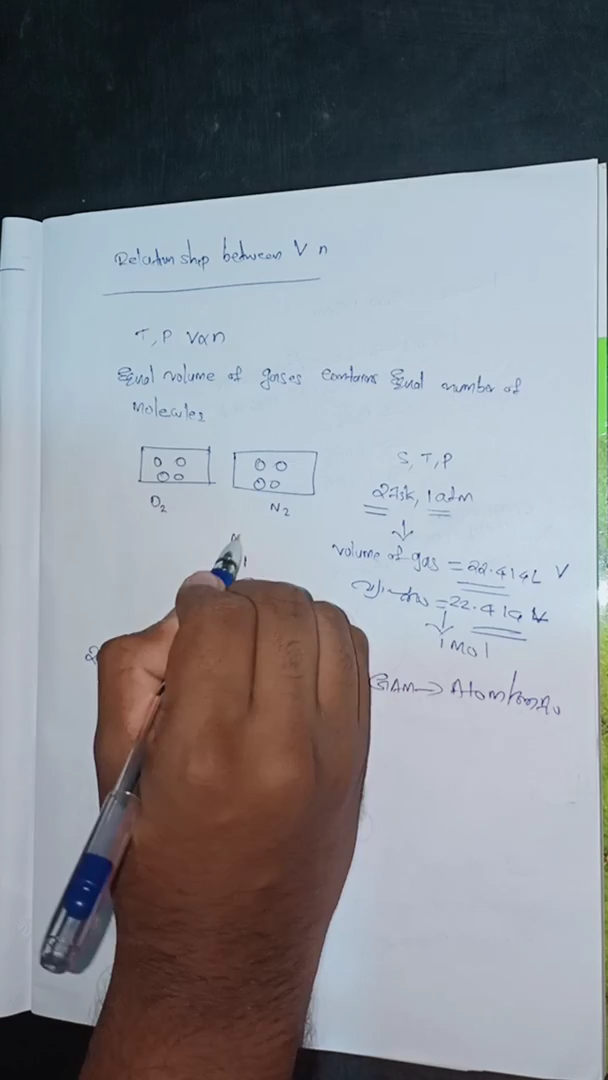 Relationship between V n
T, P V∝n
Equal volume of gases contains Equal number of
Molecules
O2
N2
S, T, P
273k, 1atm
↓
volume of gas = 22.414L V
= 22.414
↓
1 Mol
GAM →